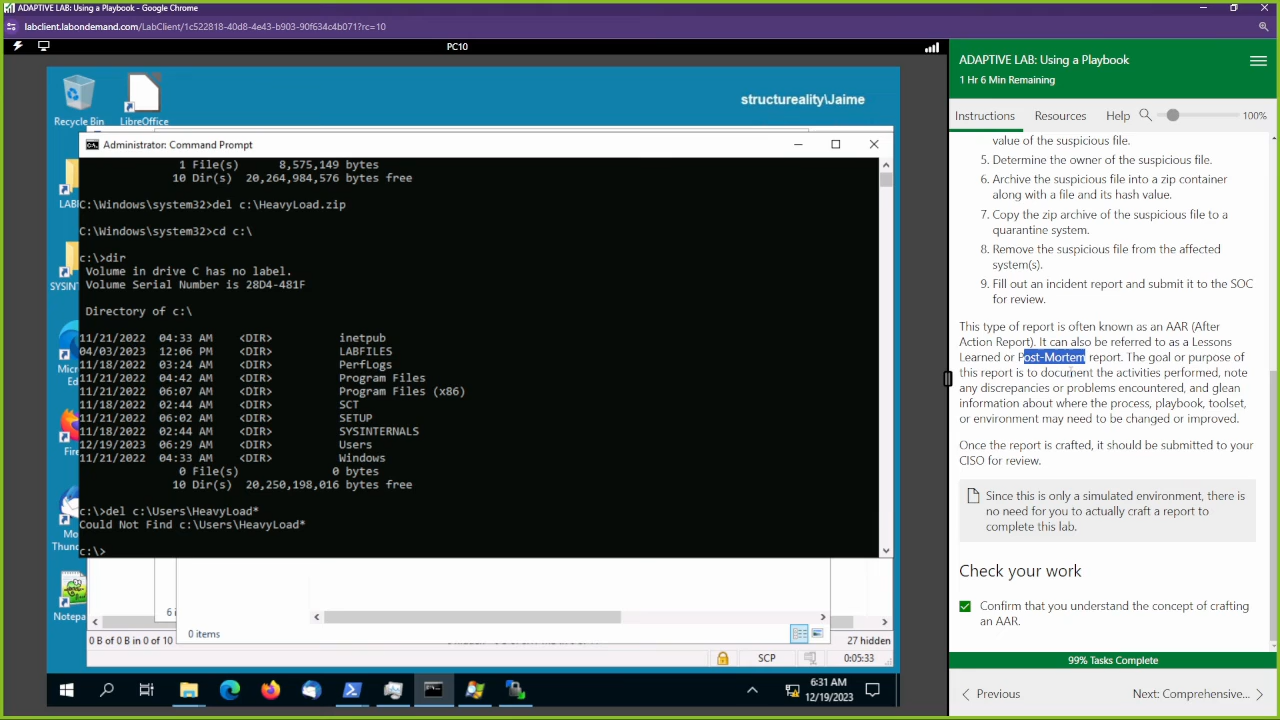 ADAPTIVE LAB: Using a Playbook - Google Chrome
labclient.labondemand.com/LabClient/1c522818-40d8-4e43-b903-90f634c4b071?rc=10
PC10
Recycle Bin
LibreOffice
structureality\Jaime
LAB
SYSIN
Mi
Ed
Fire
Mo
Thund
Notepa
Administrator: Command Prompt
1 File(s) 8,575,149 bytes
10 Dir(s) 20,264,984,576 bytes free
C:\Windows\system32>del c:\HeavyLoad.zip
C:\Windows\system32>cd c:\
c:\>dir
Volume in drive C has no label.
Volume Serial Number is 28D4-481F
Directory of c:\
11/21/2022 04:33 AM <DIR> inetpub
04/03/2023 12:06 PM <DIR> LABFILES
11/21/2022 04:33 AM <DIR> PerfLogs
11/21/2022 04:42 AM <DIR> Program Files
11/21/2022 06:07 AM <DIR> Program Files (x86)
11/18/2022 02:44 AM <DIR> SCT
11/21/2022 06:02 AM <DIR> SETUP
11/18/2022 02:44 AM <DIR> SYSINTERNALS
12/19/2023 06:29 AM <DIR> Users
11/21/2022 04:33 AM <DIR> Windows
0 File(s) 0 bytes
10 Dir(s) 20,250,198,016 bytes free
c:\>del c:\Users\HeavyLoad*
Could Not Find c:\Users\HeavyLoad*
c:\>
6 i
0 items
0 B of 0 B in 0 of 10
27 hidden
SCP
0:05:33
6:31 AM
12/19/2023
ADAPTIVE LAB: Using a Playbook
1 Hr 6 Min Remaining
Instructions Resources Help 100%
value of the suspicious file.
5. Determine the owner of the suspicious file.
6. Archive the suspicious file into a zip container
along with a file and its hash value.
7. Copy the zip archive of the suspicious file to a
quarantine system.
8. Remove the suspicious file from the affected
system(s).
9. Fill out an incident report and submit it to the SOC
for review.
This type of report is often known as an AAR (After
Action Report). It can also be referred to as a Lessons
Learned or Post-Mortem report. The goal or purpose of
this report is to document the activities performed, note
any discrepancies or problems encountered, and glean
information about where the process, playbook, toolset,
or environment may need to be changed or improved.
Once the report is crafted, it should be submitted to your
CISO for review.
Since this is only a simulated environment, there is
no need for you to actually craft a report to
complete this lab.
Check your work
Confirm that you understand the concept of crafting
an AAR.
99% Tasks Complete
Previous
Next: Comprehensive...